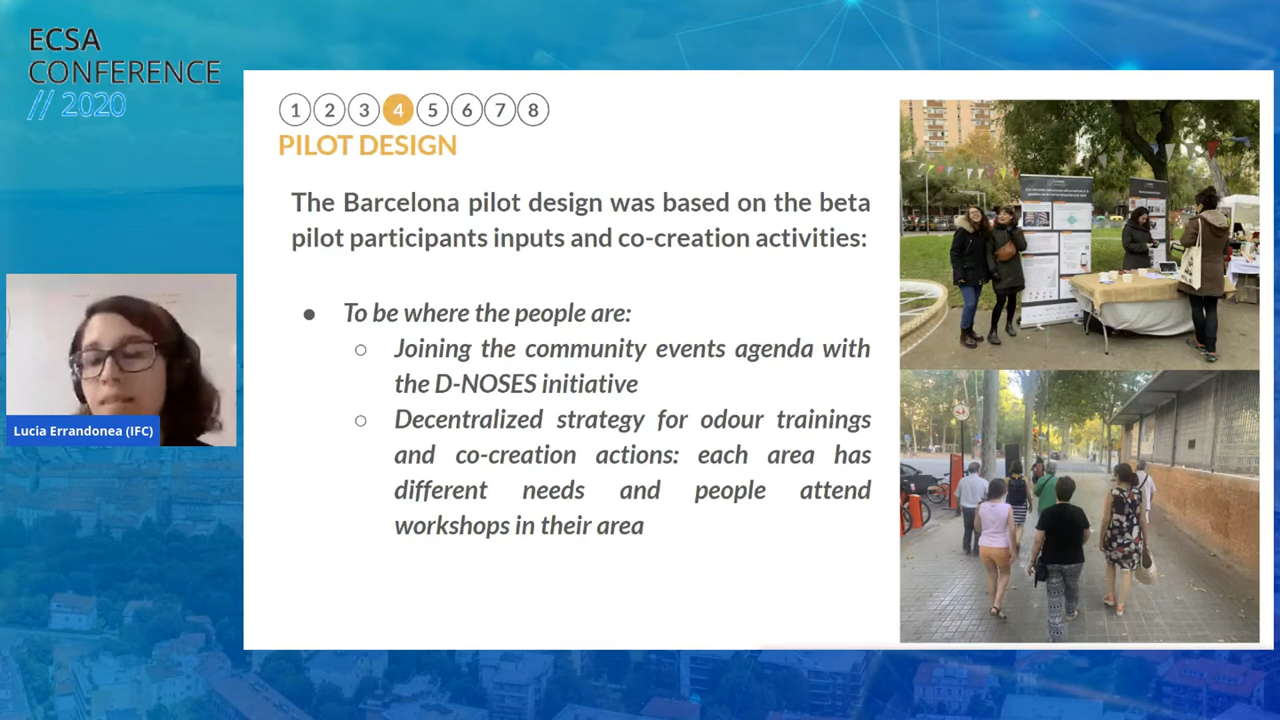 ECSA
CONFERENCE
// 2020
1 2 3 4 5 6 7 8
PILOT DESIGN
The Barcelona pilot design was based on the beta
pilot participants inputs and co-creation activities:
● To be where the people are:
○ Joining the community events agenda with
the D-NOSES initiative
○ Decentralized strategy for odour trainings
and co-creation actions: each area has
different needs and people attend
workshops in their area
Lucia Errandonea (IFC)